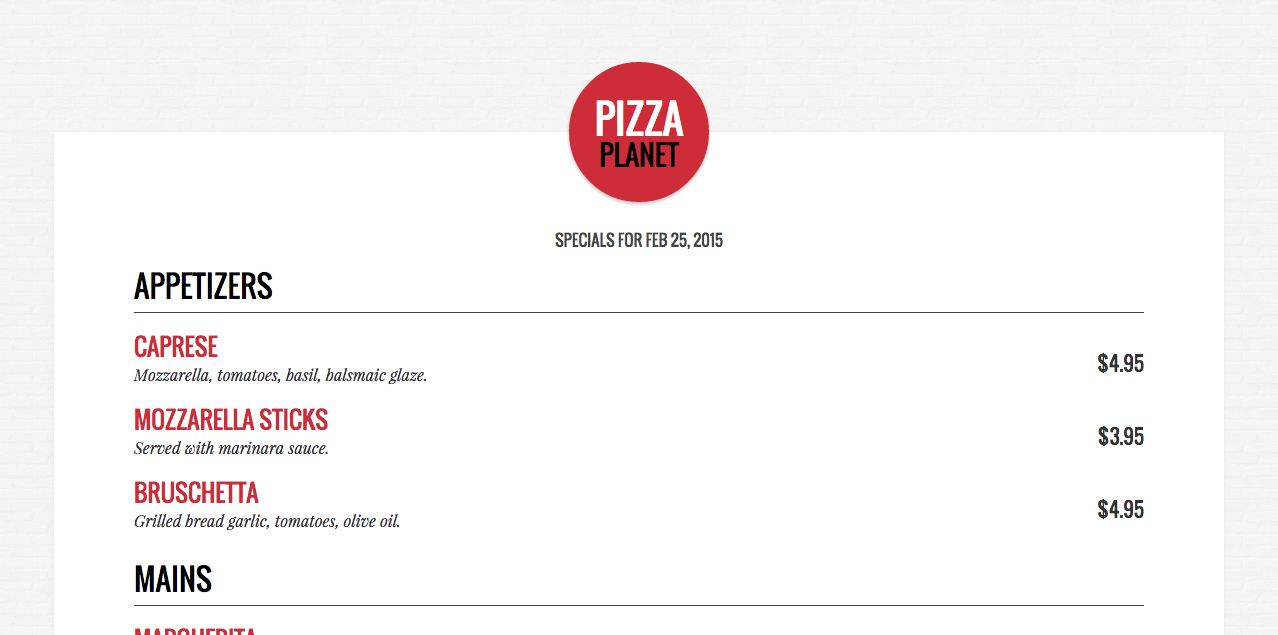 PIZZA
PLANET
SPECIALS FOR FEB 25, 2015
APPETIZERS
CAPRESE
Mozzarella, tomatoes, basil, balsmaic glaze.
$4.95
MOZZARELLA STICKS
Served with marinara sauce.
$3.95
BRUSCHETTA
Grilled bread garlic, tomatoes, olive oil.
$4.95
MAINS
MARGHERITA